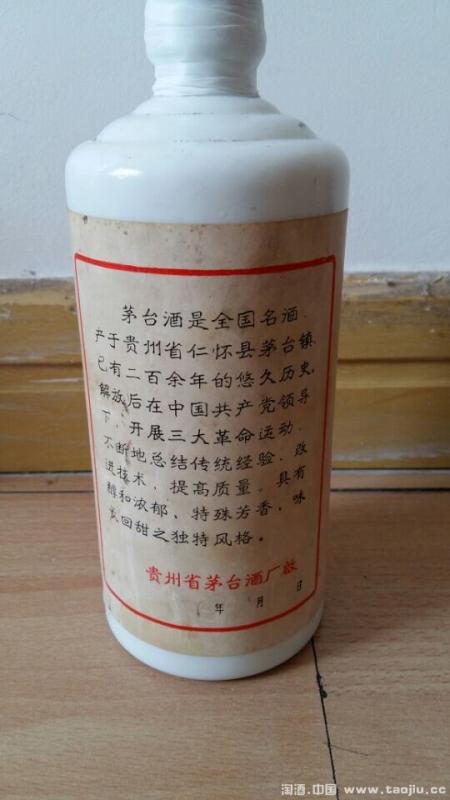 茅台酒是全国名酒、
产于贵州省仁怀县茅台镇
已有二百余年的悠久历史
解放后在中国共产党领导
下，开展三大革命运动、
不断地总结传统经验、改
进技术，提高质量。具有
醇和浓郁、特殊芳香，味
长回甜之独特风格。
贵州省茅台酒厂啟
年 月 日
淘酒.中国 www.taojiu.cc